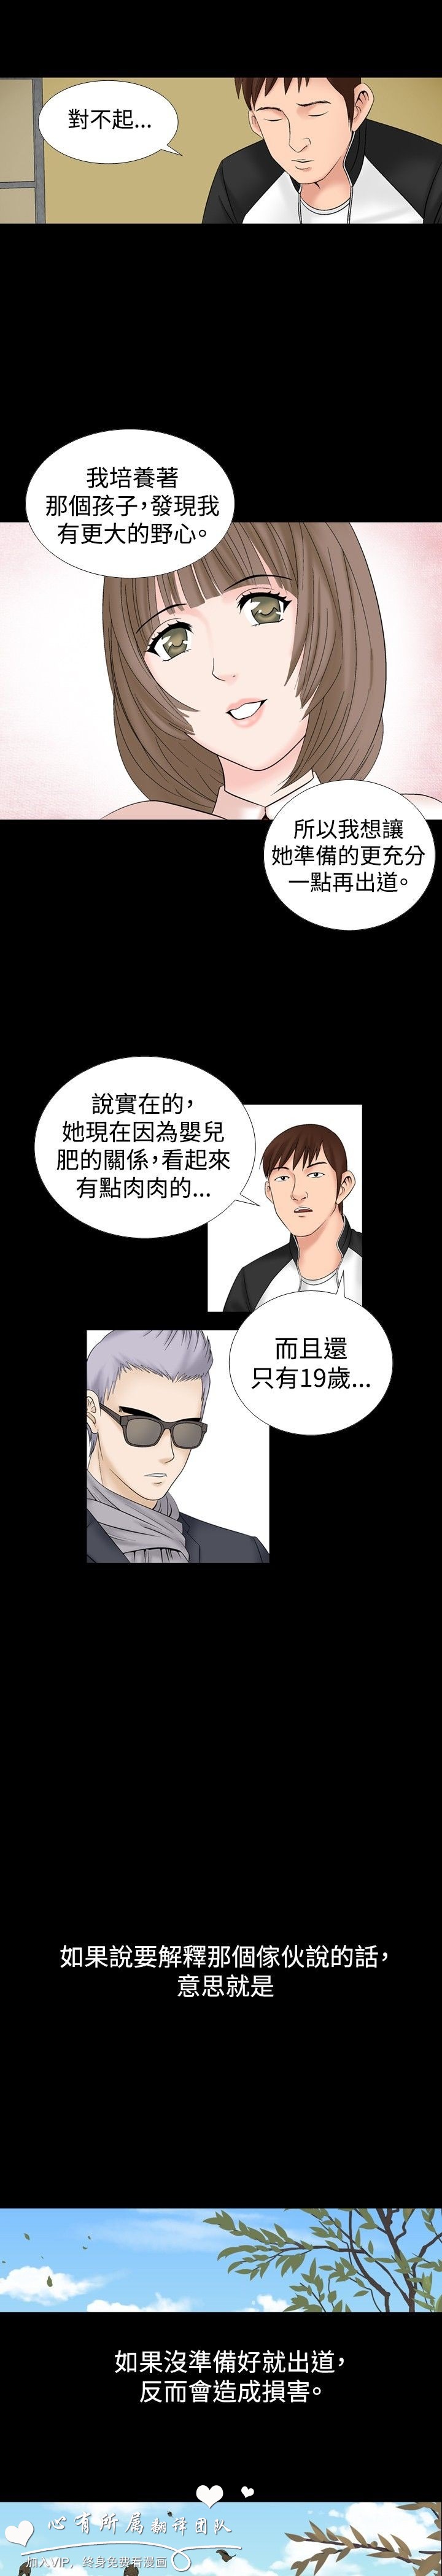 對不起...
我培養著
那個孩子，發現我
有更大的野心。
所以我想讓
她準備的更充分
一點再出道。
說實在的，
她現在因為嬰兒
肥的關係，看起來
有點肉肉的...
而且還
只有19歲...
如果說要解釋那個傢伙說的話，
意思就是
如果沒準備好就出道，
反而會造成損害。
心有所属翻译团队
加入VIP，终身免费看漫画